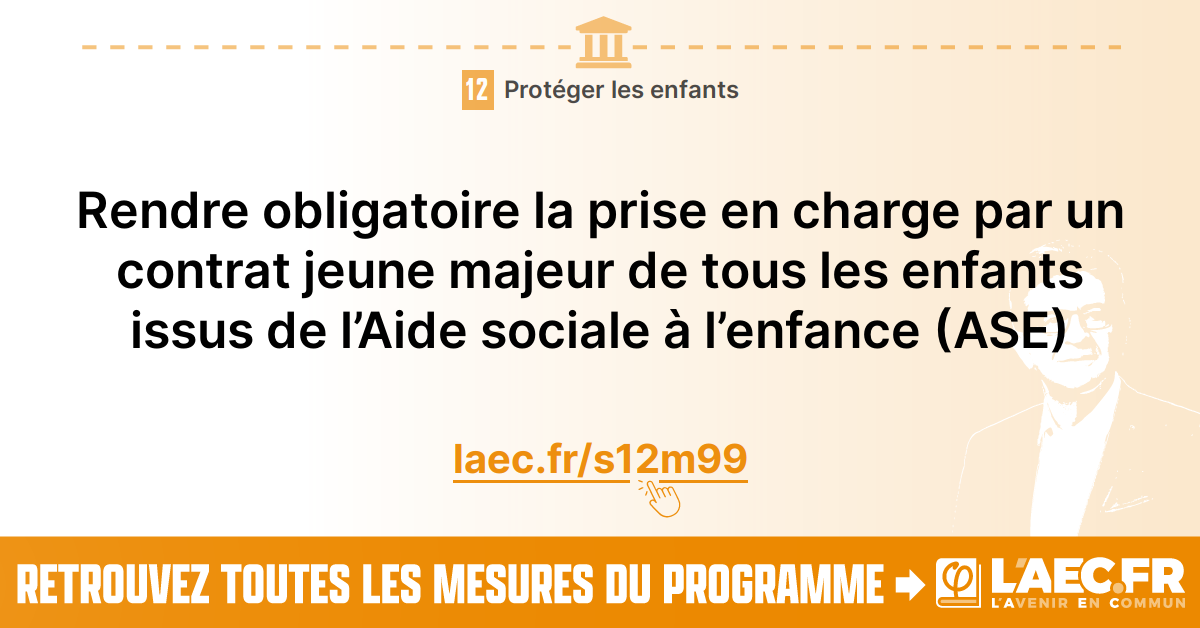 12 Protéger les enfants
Rendre obligatoire la prise en charge par un
contrat jeune majeur de tous les enfants
issus de l’Aide sociale à l’enfance (ASE)
laec.fr/s12m99
RETROUVEZ TOUTES LES MESURES DU PROGRAMME
φ L'AEC.FR
L'AVENIR EN COMMUN